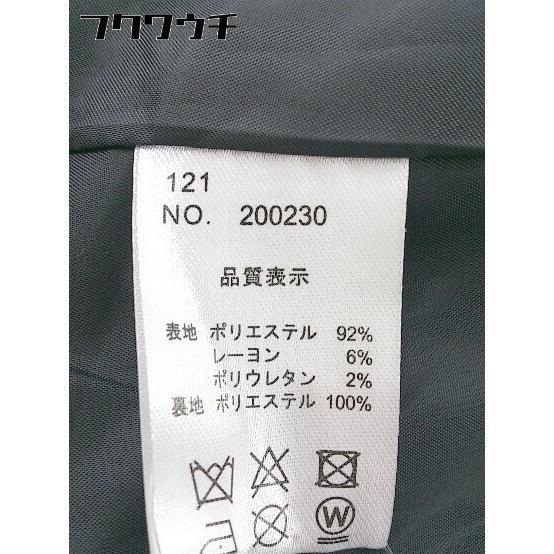 フクワウチ
121
NO. 200230
品質表示
表地 ポリエステル 92%
レーヨン 6%
ポリウレタン 2%
裏地 ポリエステル 100%
W